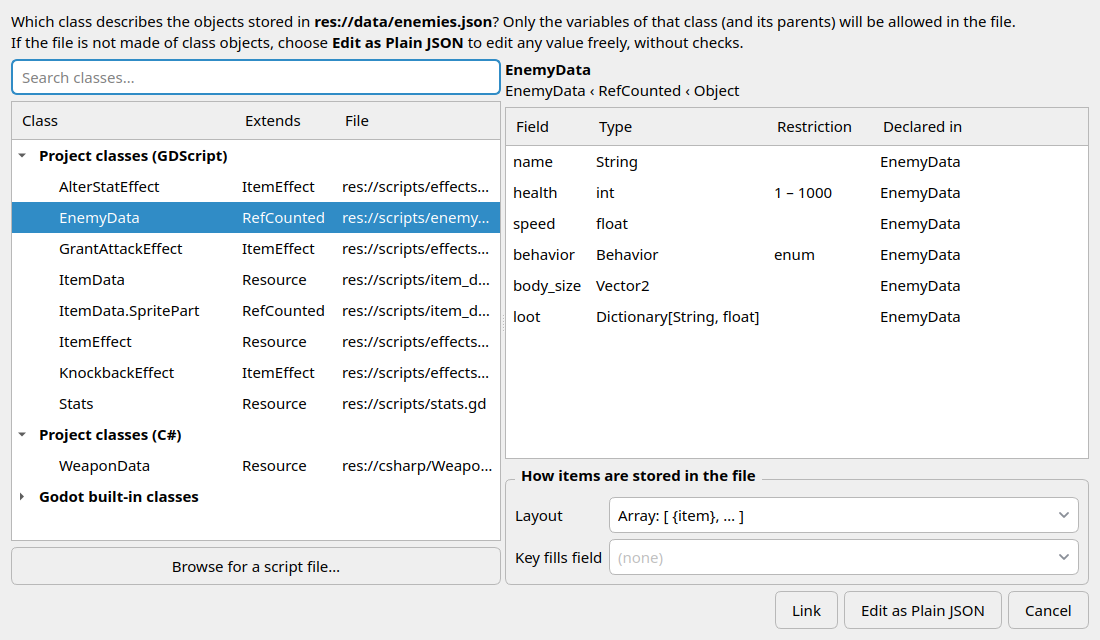 Which class describes the objects stored in res://data/enemies.json? Only the variables of that class (and its parents) will be allowed in the file.
If the file is not made of class objects, choose Edit as Plain JSON to edit any value freely, without checks.
Search classes...
Class Extends File
Project classes (GDScript)
AlterStatEffect ItemEffect res://scripts/effects...
EnemyData RefCounted res://scripts/enemy...
GrantAttackEffect ItemEffect res://scripts/effects...
ItemData Resource res://scripts/item_d...
ItemData.SpritePart RefCounted res://scripts/item_d...
ItemEffect Resource res://scripts/effects...
KnockbackEffect ItemEffect res://scripts/effects...
Stats Resource res://scripts/stats.gd
Project classes (C#)
WeaponData Resource res://csharp/Weapo...
Godot built-in classes
Browse for a script file...
EnemyData
EnemyData ‹ RefCounted ‹ Object
Field Type Restriction Declared in
name String EnemyData
health int 1 – 1000 EnemyData
speed float EnemyData
behavior Behavior enum EnemyData
body_size Vector2 EnemyData
loot Dictionary[String, float] EnemyData
How items are stored in the file
Layout Array: [ {item}, ... ]
Key fills field (none)
Link Edit as Plain JSON Cancel